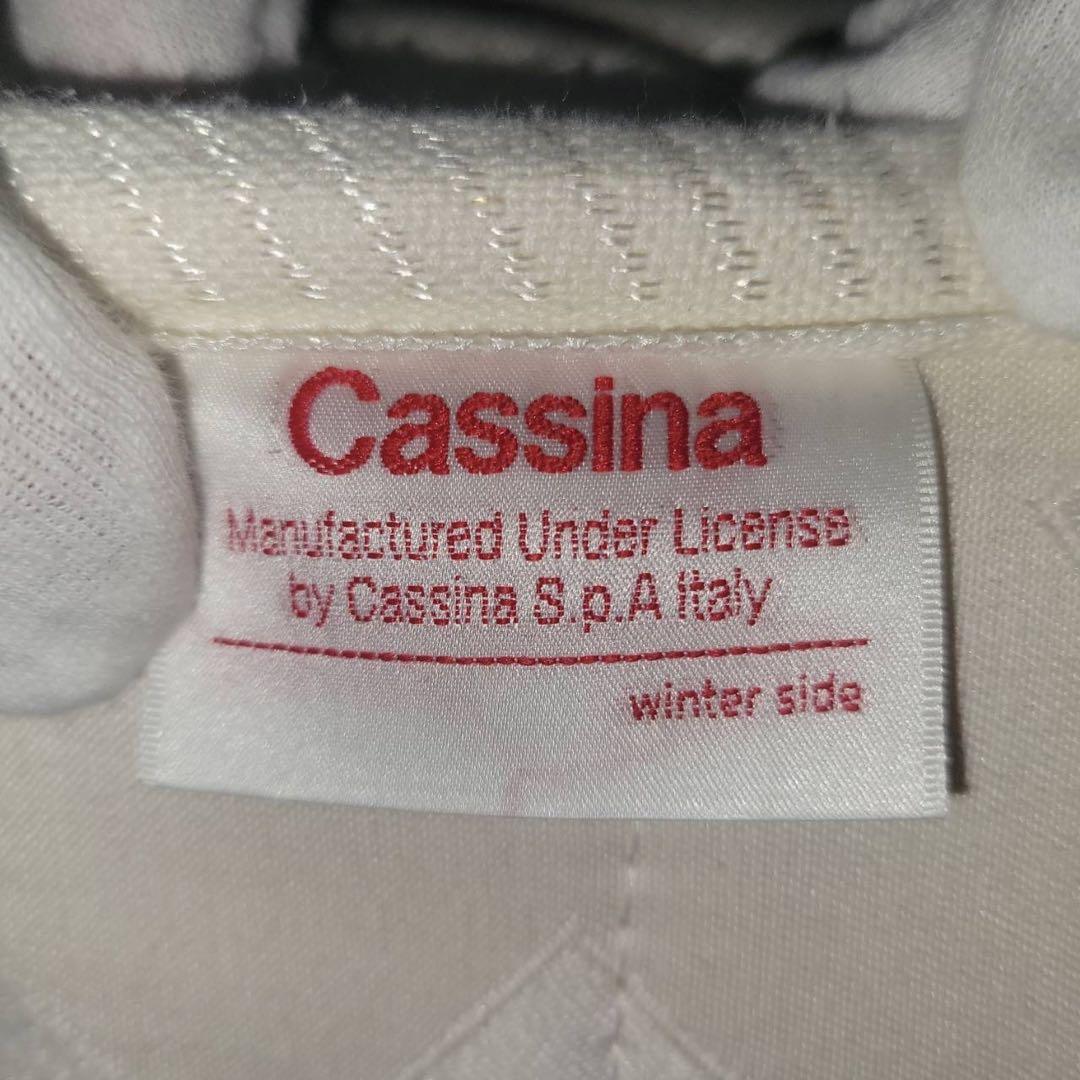 Cassina
Manufactured Under License
by Cassina S.p.A Italy
winter side